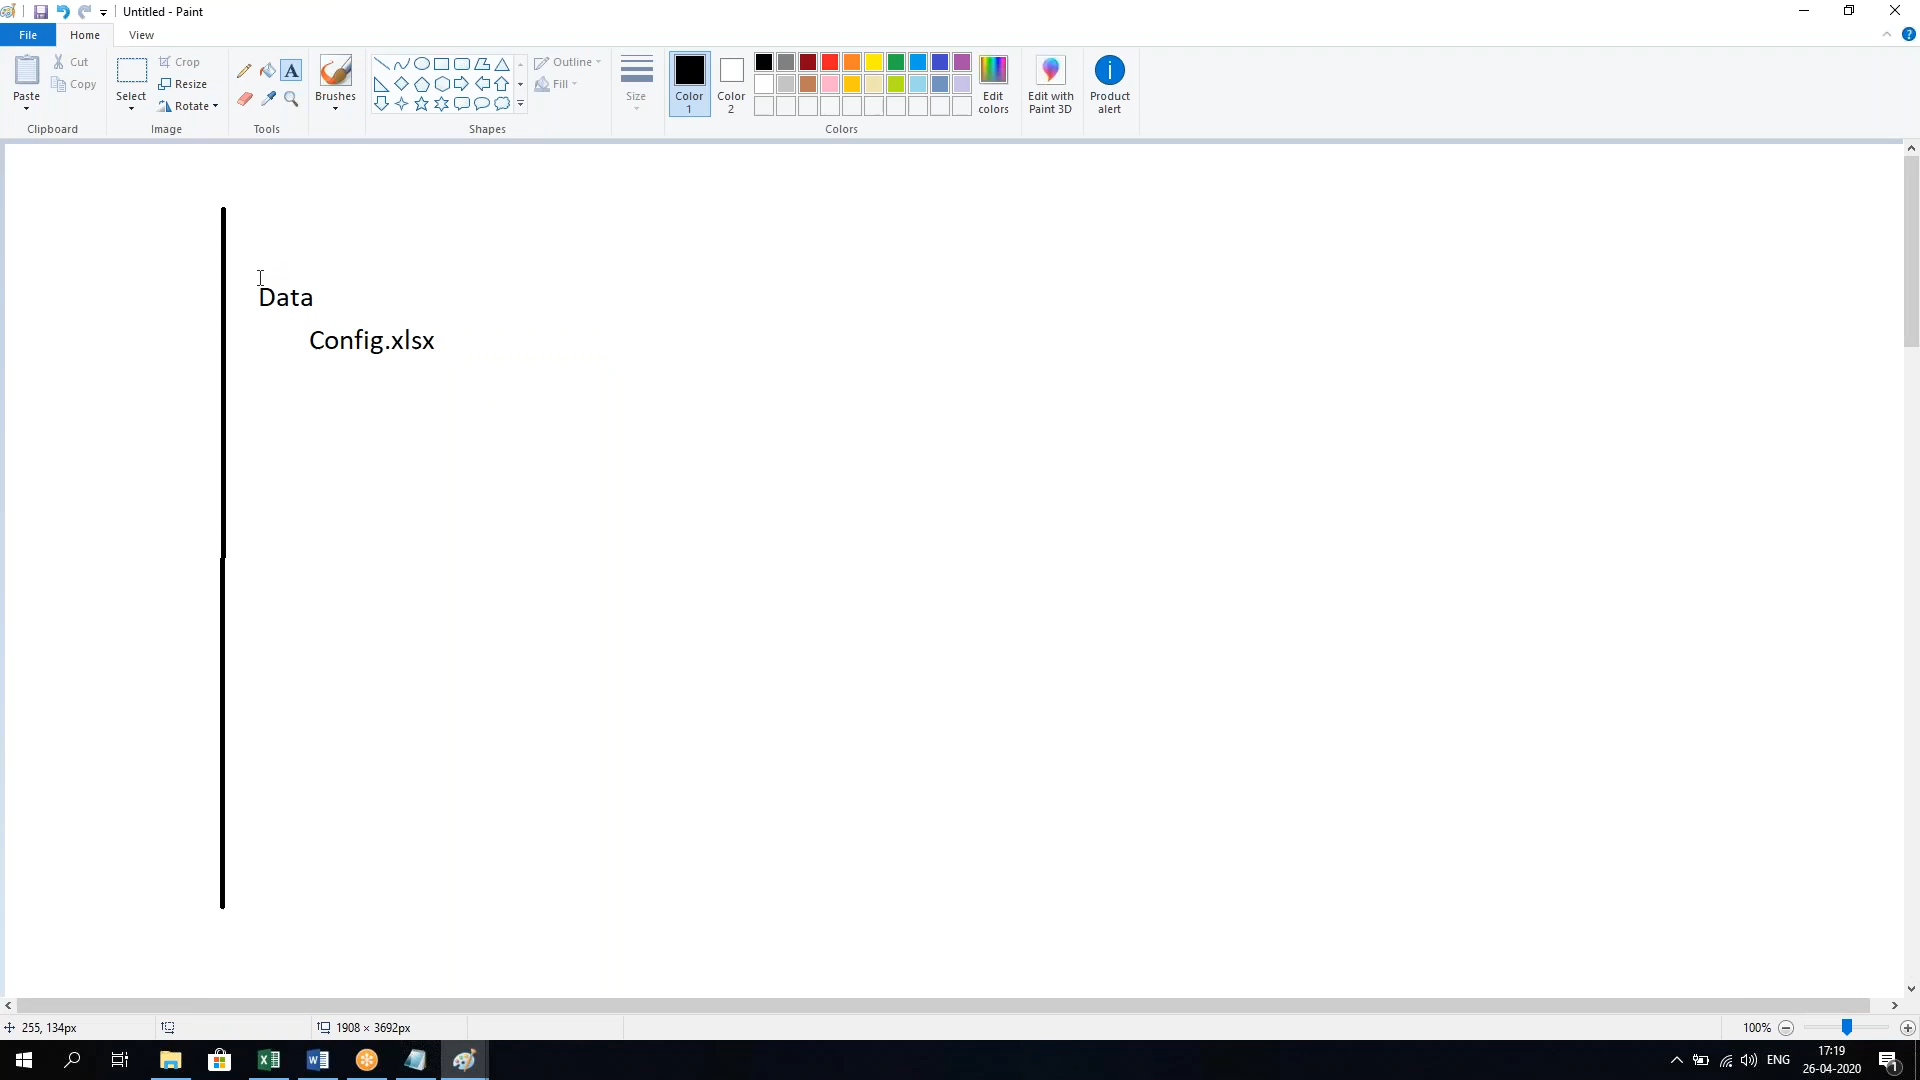 Untitled - Paint
File Home View
Paste
Cut
Copy
Clipboard
Select
Crop
Resize
Rotate
Image
A
Tools
Brushes
Shapes
Outline
Fill
Size
Color 1
Color 2
Colors
Edit colors
Edit with Paint 3D
Product alert
Data
Config.xlsx
255, 134px
1908 × 3692px
100%
ENG
17:19
26-04-2020
1